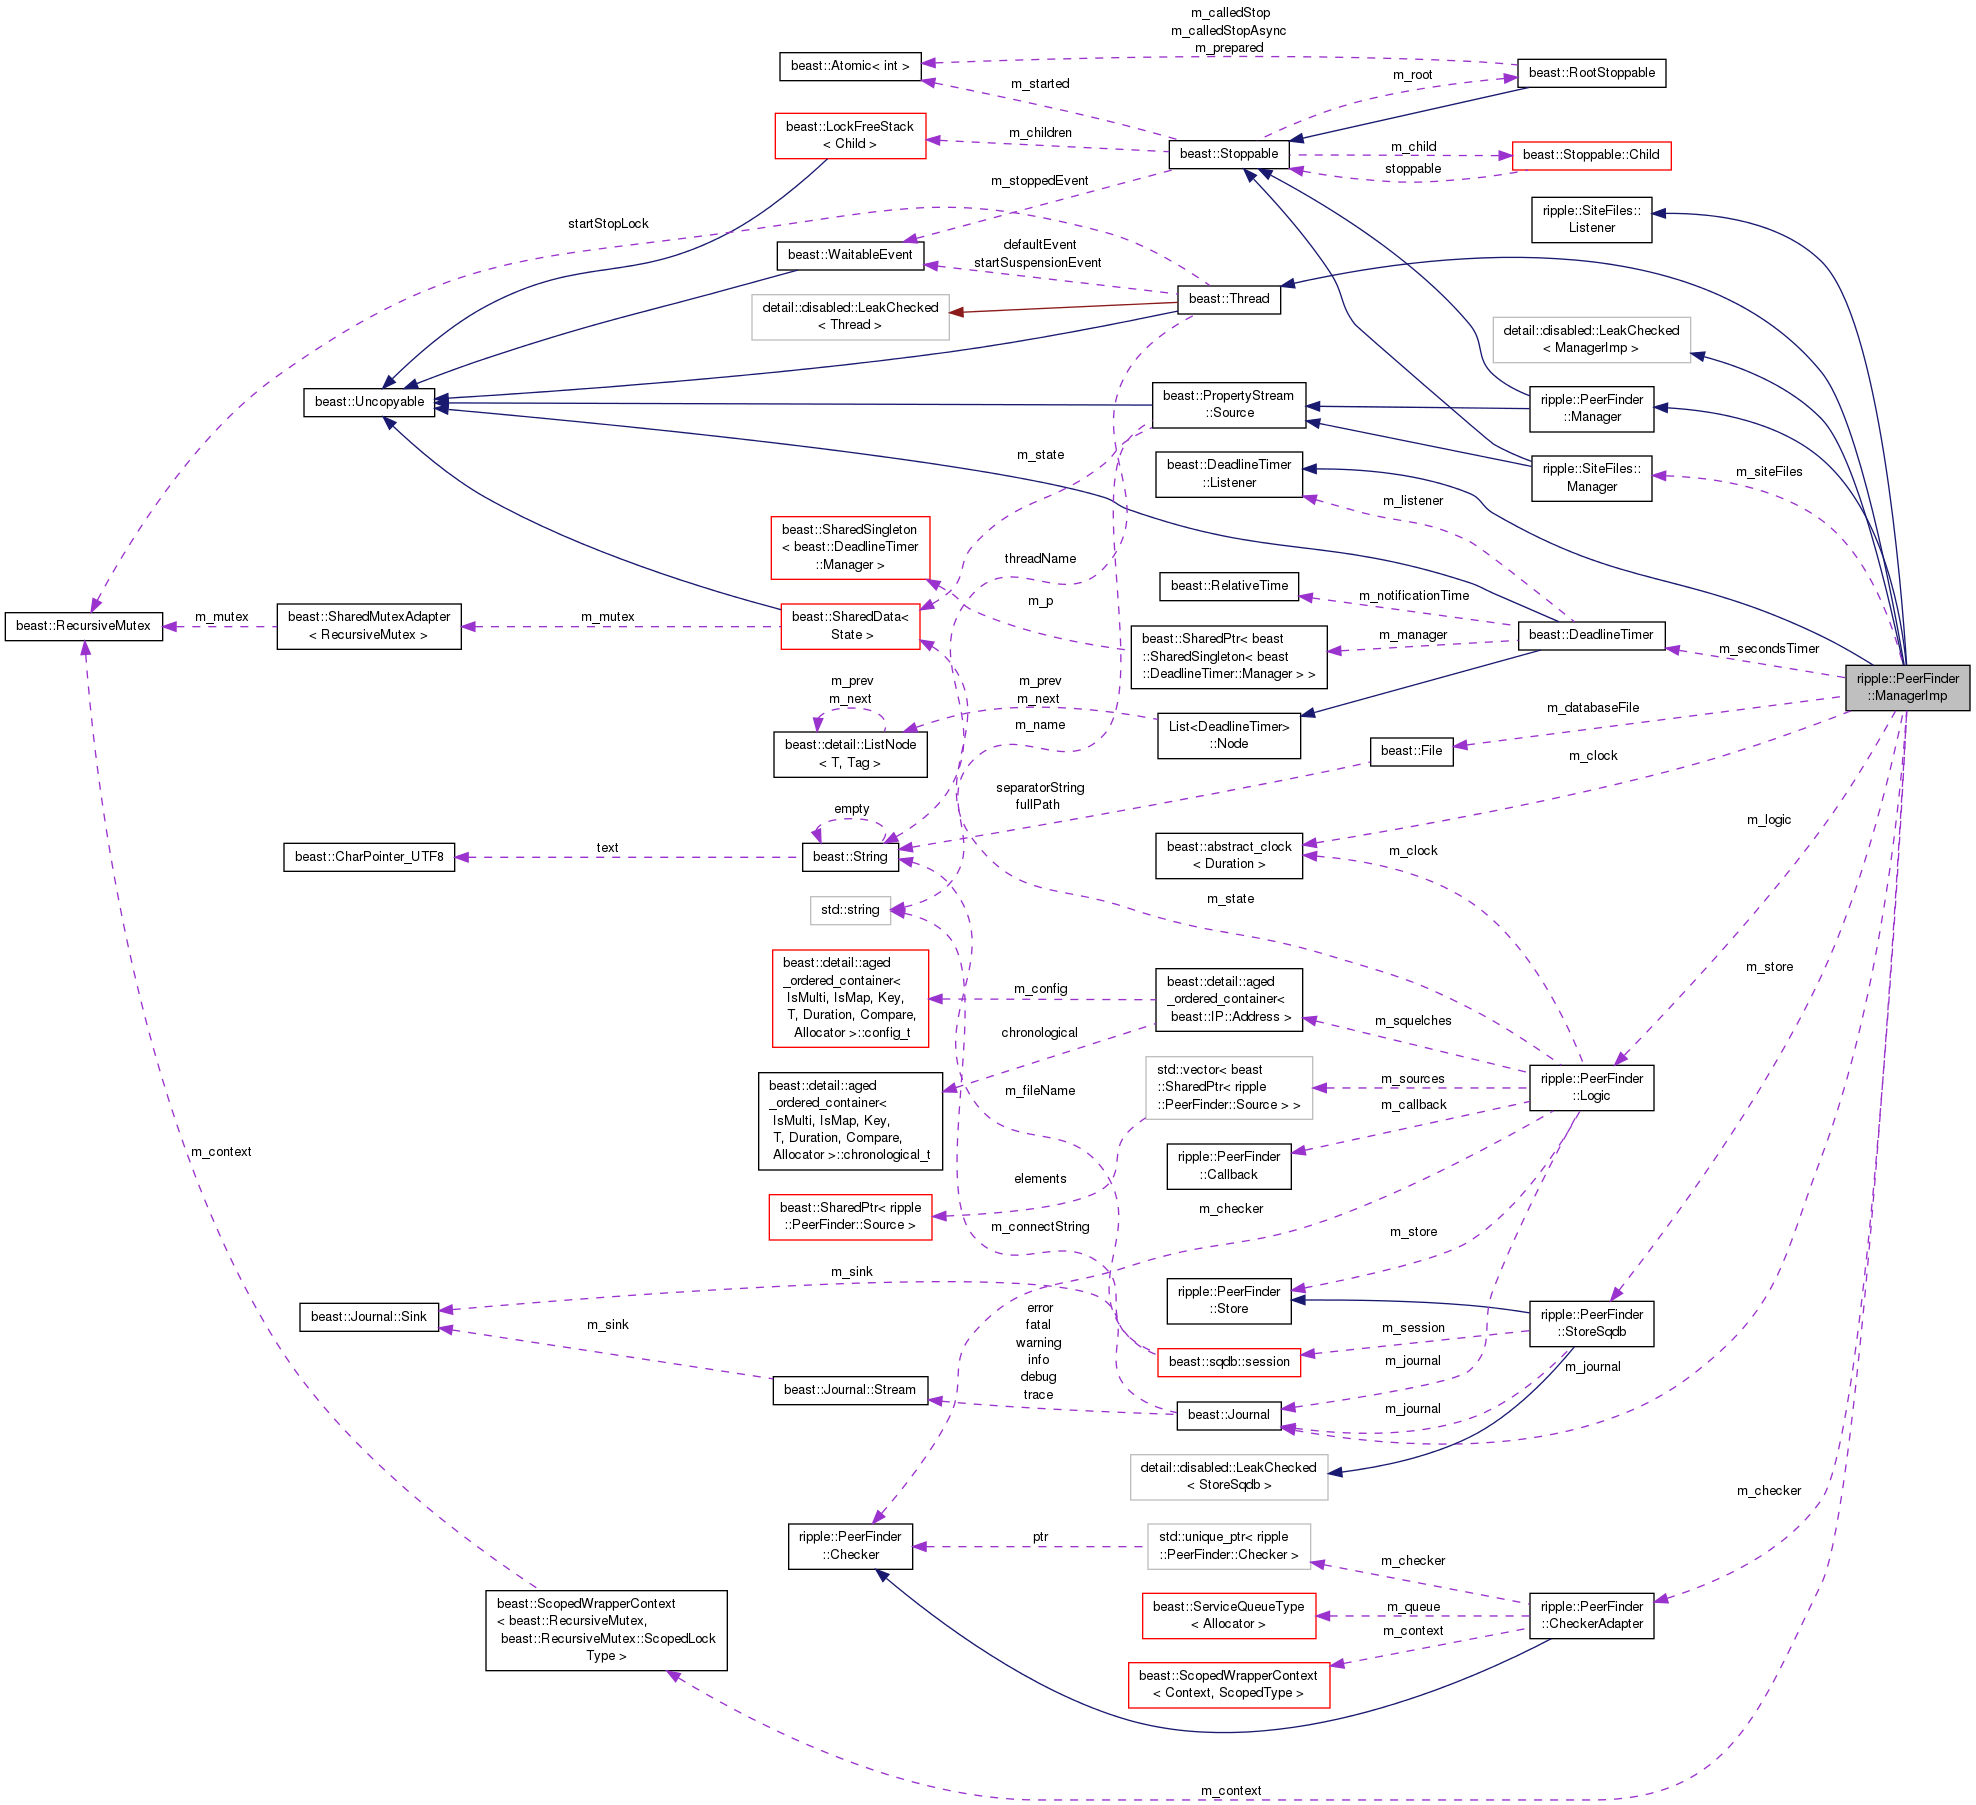 m_calledStop
m_calledStopAsync
m_prepared
beast::Atomic< int >
beast::RootStoppable
m_root
m_started
beast::LockFreeStack
< Child >
m_children
beast::Stoppable
m_child
stoppable
beast::Stoppable::Child
m_stoppedEvent
startStopLock
ripple::SiteFiles::
Listener
beast::WaitableEvent
defaultEvent
startSuspensionEvent
beast::Thread
detail::disabled::LeakChecked
< Thread >
detail::disabled::LeakChecked
< ManagerImp >
beast::Uncopyable
beast::PropertyStream
::Source
ripple::PeerFinder
::Manager
m_state
beast::DeadlineTimer
::Listener
m_listener
ripple::SiteFiles::
Manager
m_siteFiles
beast::SharedSingleton
< beast::DeadlineTimer
::Manager >
threadName
m_p
beast::RelativeTime
m_notificationTime
beast::RecursiveMutex
m_mutex
beast::SharedMutexAdapter
< RecursiveMutex >
m_mutex
beast::SharedData<
State >
beast::SharedPtr< beast
::SharedSingleton< beast
::DeadlineTimer::Manager > >
m_manager
beast::DeadlineTimer
m_secondsTimer
ripple::PeerFinder
::ManagerImp
m_prev
m_next
m_prev
m_next
m_name
beast::detail::ListNode
< T, Tag >
List<DeadlineTimer>
::Node
m_databaseFile
beast::File
m_clock
separatorString
fullPath
empty
m_logic
beast::CharPointer_UTF8
text
beast::String
beast::abstract_clock
< Duration >
m_clock
std::string
m_state
beast::detail::aged
_ordered_container<
IsMulti, IsMap, Key,
T, Duration, Compare,
Allocator >::config_t
m_config
chronological
beast::detail::aged
_ordered_container<
beast::IP::Address >
m_squelches
m_store
beast::detail::aged
_ordered_container<
IsMulti, IsMap, Key,
T, Duration, Compare,
Allocator >::chronological_t
m_fileName
std::vector< beast
::SharedPtr< ripple
::PeerFinder::Source > >
m_sources
m_callback
ripple::PeerFinder
::Logic
m_context
elements
ripple::PeerFinder
::Callback
beast::SharedPtr< ripple
::PeerFinder::Source >
m_connectString
m_checker
m_store
m_sink
ripple::PeerFinder
::Store
beast::Journal::Sink
m_sink
error
fatal
warning
info
debug
trace
m_session
ripple::PeerFinder
::StoreSqdb
beast::sqdb::session
m_journal
m_journal
beast::Journal::Stream
beast::Journal
m_journal
detail::disabled::LeakChecked
< StoreSqdb >
m_checker
ripple::PeerFinder
::Checker
ptr
std::unique_ptr< ripple
::PeerFinder::Checker >
m_checker
beast::ScopedWrapperContext
< beast::RecursiveMutex,
beast::RecursiveMutex::ScopedLock
Type >
beast::ServiceQueueType
< Allocator >
m_queue
m_context
ripple::PeerFinder
::CheckerAdapter
beast::ScopedWrapperContext
< Context, ScopedType >
m_context